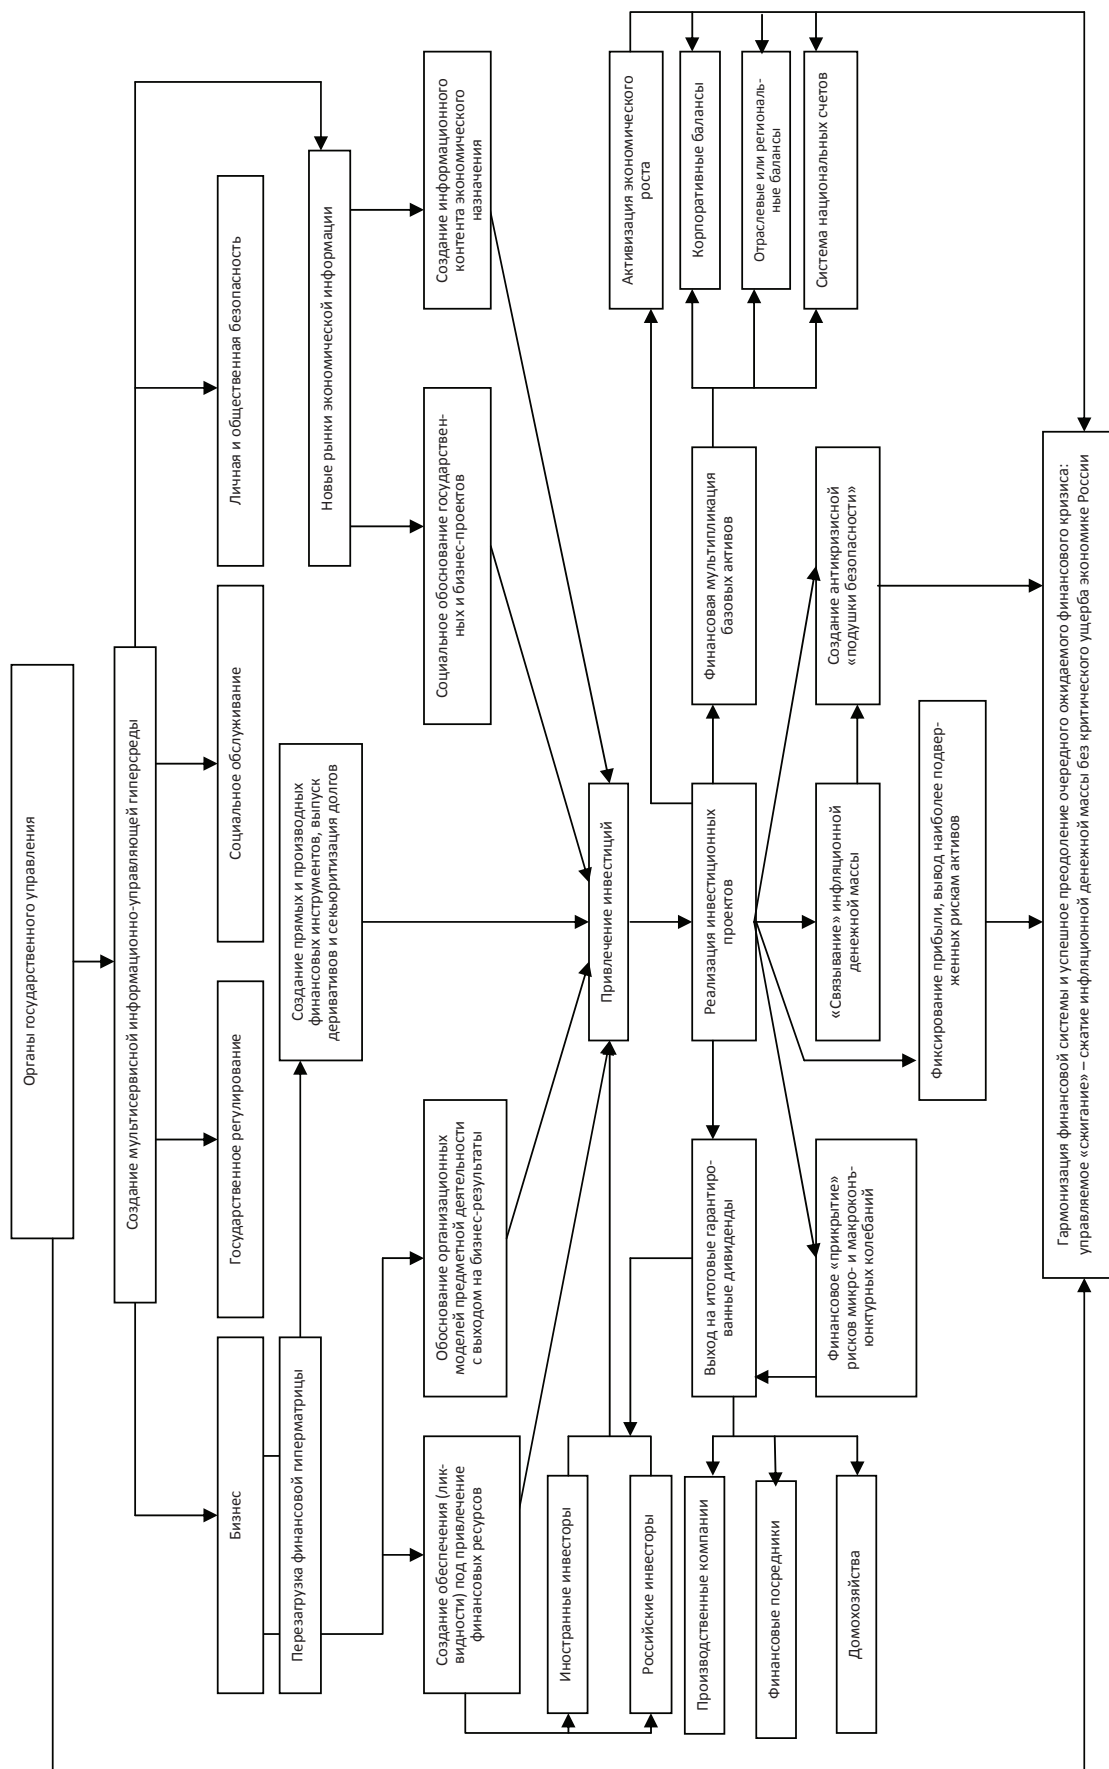 Органы государственного управления
Создание мультисервисной информационно-управляющей гиперсреды
Бизнес
Государственное регулирование
Социальное обслуживание
Личная и общественная безопасность
Перезагрузка финансовой гиперматрицы
Создание прямых и производных
финансовых инструментов, выпуск
деривативов и секьюритизация долгов
Новые рынки экономической информации
Создание обеспечения (лик-
видности) под привлечение
финансовых ресурсов
Обоснование организационных
моделей предметной деятельности
с выходом на бизнес-результаты
Социальное обоснование государствен-
ных и бизнес-проектов
Создание информационного
контента экономического
назначения
Иностранные инвесторы
Российские инвесторы
Привлечение инвестиций
Активизация экономического
роста
Производственные компании
Финансовые посредники
Домохозяйства
Выход на итоговые гарантиро-
ванные дивиденды
Реализация инвестиционных
проектов
Финансовая мультипликация
базовых активов
Корпоративные балансы
Отраслевые или региональ-
ные балансы
Система национальных счетов
Финансовое «прикрытие»
рисков микро- и макроконъ-
юнктурных колебаний
«Связывание» инфляционной
денежной массы
Создание антикризисной
«подушки безопасности»
Фиксирование прибыли, вывод наиболее подвер-
женных рискам активов
Гармонизация финансовой системы и успешное преодоление очередного ожидаемого финансового кризиса:
управляемое «сжигание» – сжатие инфляционной денежной массы без критического ущерба экономике России